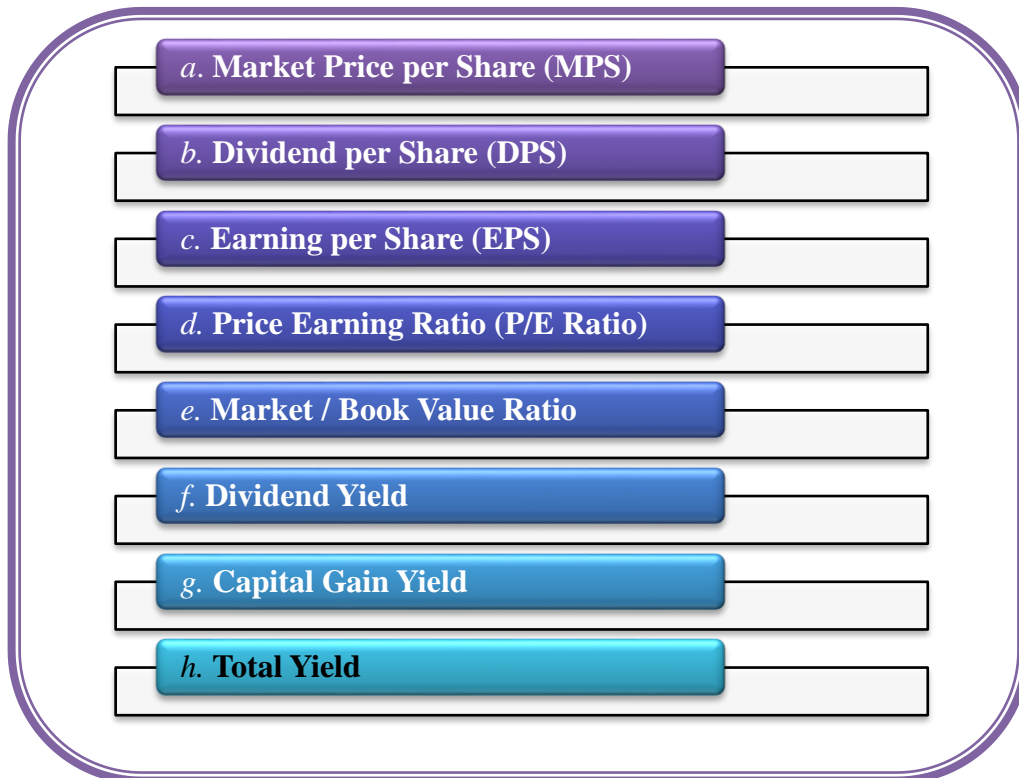 a. Market Price per Share (MPS)
b. Dividend per Share (DPS)
c. Earning per Share (EPS)
d. Price Earning Ratio (P/E Ratio)
e. Market / Book Value Ratio
f. Dividend Yield
g. Capital Gain Yield
h. Total Yield